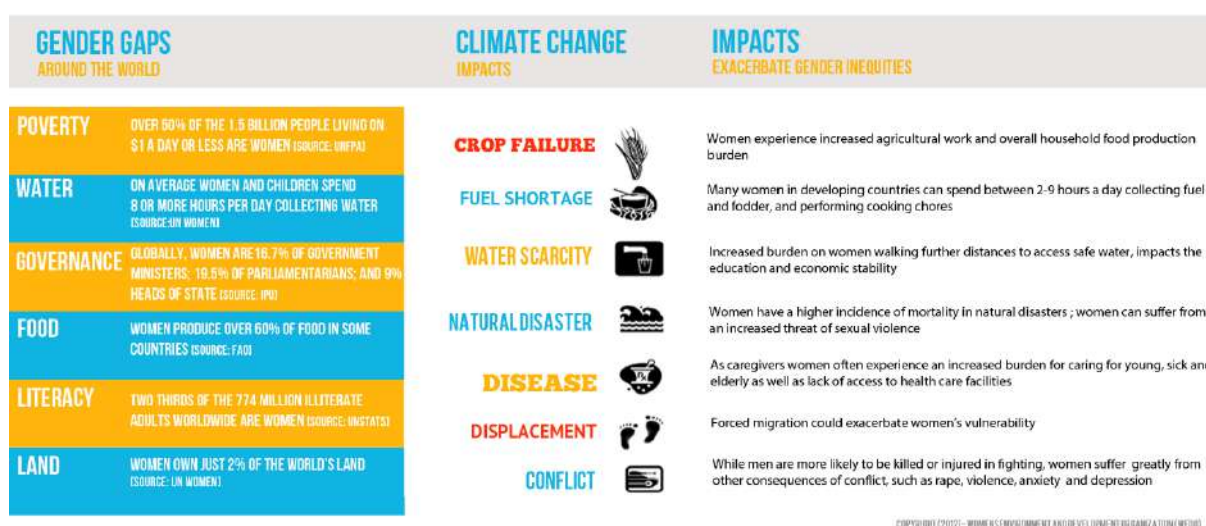 GENDER GAPS
AROUND THE WORLD
CLIMATE CHANGE
IMPACTS
IMPACTS
EXACERBATE GENDER INEQUITIES
POVERTY
OVER 50% OF THE 1.5 BILLION PEOPLE LIVING ON
$1 A DAY OR LESS ARE WOMEN [SOURCE: UNFPA]
WATER
ON AVERAGE WOMEN AND CHILDREN SPEND
8 OR MORE HOURS PER DAY COLLECTING WATER
[SOURCE:UN WOMEN]
GOVERNANCE
GLOBALLY, WOMEN ARE 16.7% OF GOVERNMENT
MINISTERS; 19.5% OF PARLIAMENTARIANS; AND 9%
HEADS OF STATE [SOURCE: IPU]
FOOD
WOMEN PRODUCE OVER 60% OF FOOD IN SOME
COUNTRIES [SOURCE: FAO]
LITERACY
TWO THIRDS OF THE 774 MILLION ILLITERATE
ADULTS WORLDWIDE ARE WOMEN [SOURCE: UNSTATS]
LAND
WOMEN OWN JUST 2% OF THE WORLD'S LAND
[SOURCE: UN WOMEN]
CROP FAILURE
Women experience increased agricultural work and overall household food production
burden
FUEL SHORTAGE
Many women in developing countries can spend between 2-9 hours a day collecting fuel
and fodder, and performing cooking chores
WATER SCARCITY
Increased burden on women walking further distances to access safe water, impacts the
education and economic stability
NATURAL DISASTER
Women have a higher incidence of mortality in natural disasters ; women can suffer from
an increased threat of sexual violence
DISEASE
As caregivers women often experience an increased burden for caring for young, sick and
elderly as well as lack of access to health care facilities
DISPLACEMENT
Forced migration could exacerbate women's vulnerability
CONFLICT
While men are more likely to be killed or injured in fighting, women suffer greatly from
other consequences of conflict, such as rape, violence, anxiety and depression
COPYRIGHT (2012) - WOMEN'S ENVIRONMENT AND DEVELOPMENT ORGANIZATION (WEDO)